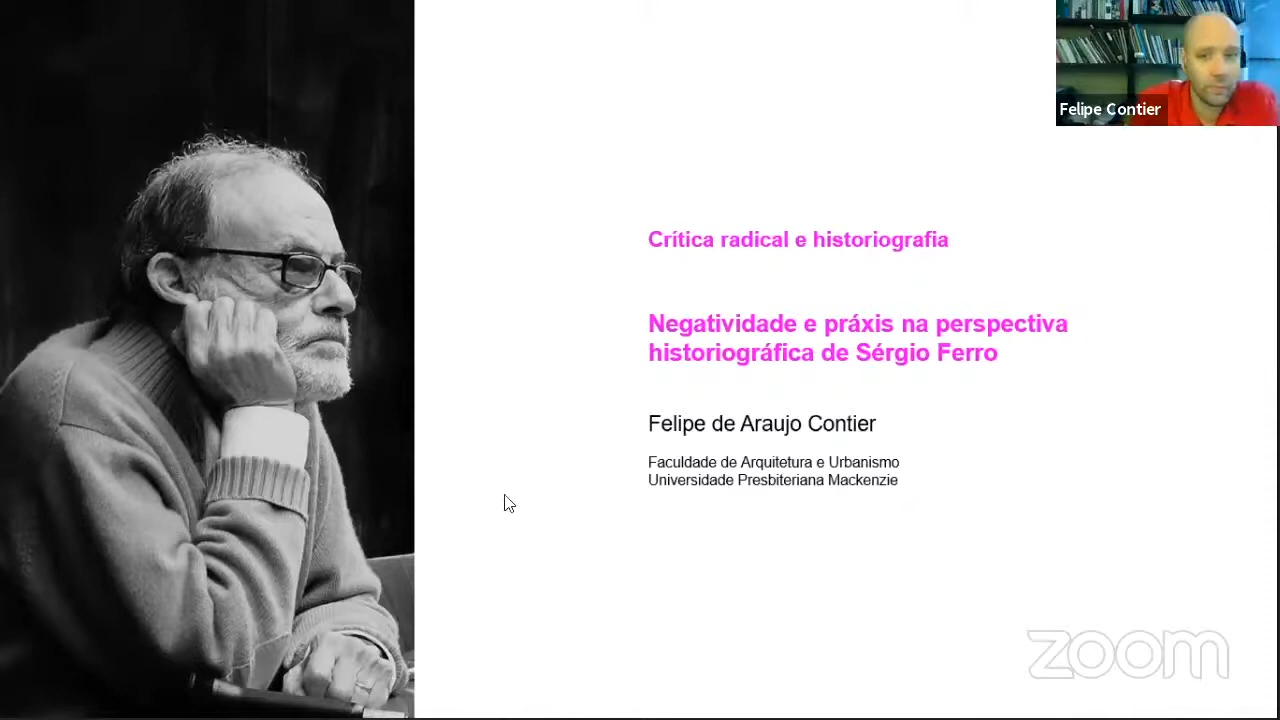 Felipe Contier
Crítica radical e historiografia
Negatividade e práxis na perspectiva
historiográfica de Sérgio Ferro
Felipe de Araujo Contier
Faculdade de Arquitetura e Urbanismo
Universidade Presbiteriana Mackenzie
zoom